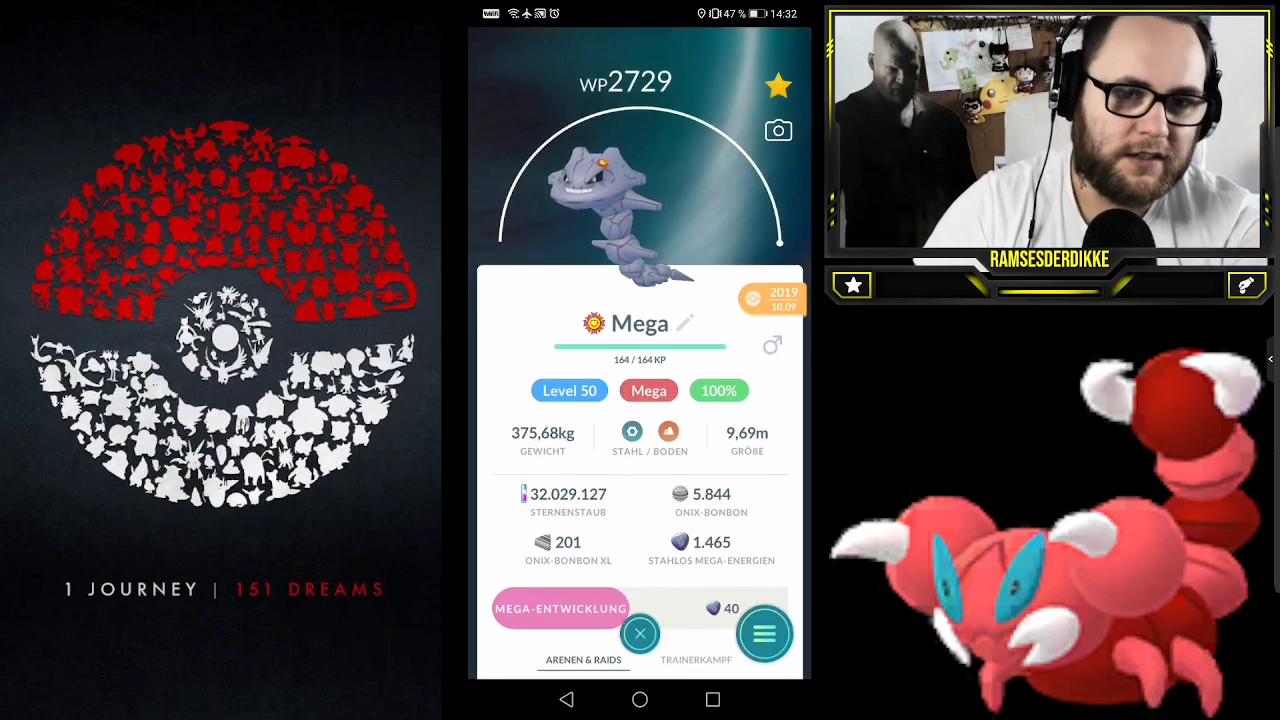 1 JOURNEY | 151 DREAMS
47 % 14:32
WP2729
2019
10.09
Mega
164 / 164 KP
Level 50 Mega 100%
375,68kg 9,69m
GEWICHT STAHL / BODEN GRÖßE
32.029.127 5.844
STERNENSTAUB ONIX-BONBON
201 1.465
ONIX-BONBON XL STAHLOS MEGA-ENERGIEN
MEGA-ENTWICKLUNG 40
ARENEN & RAIDS TRAINERKAMPF
RAMSESDERDIKKE